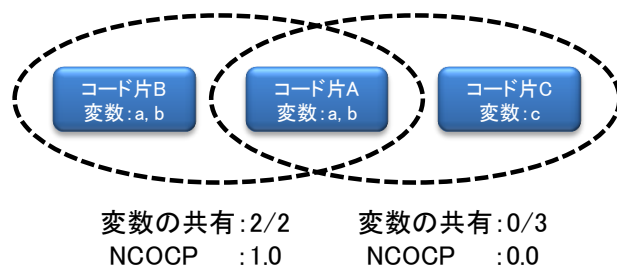 コード片B
変数:a, b
コード片A
変数:a, b
コード片C
変数:c
変数の共有:2/2
NCOCP :1.0
変数の共有:0/3
NCOCP :0.0